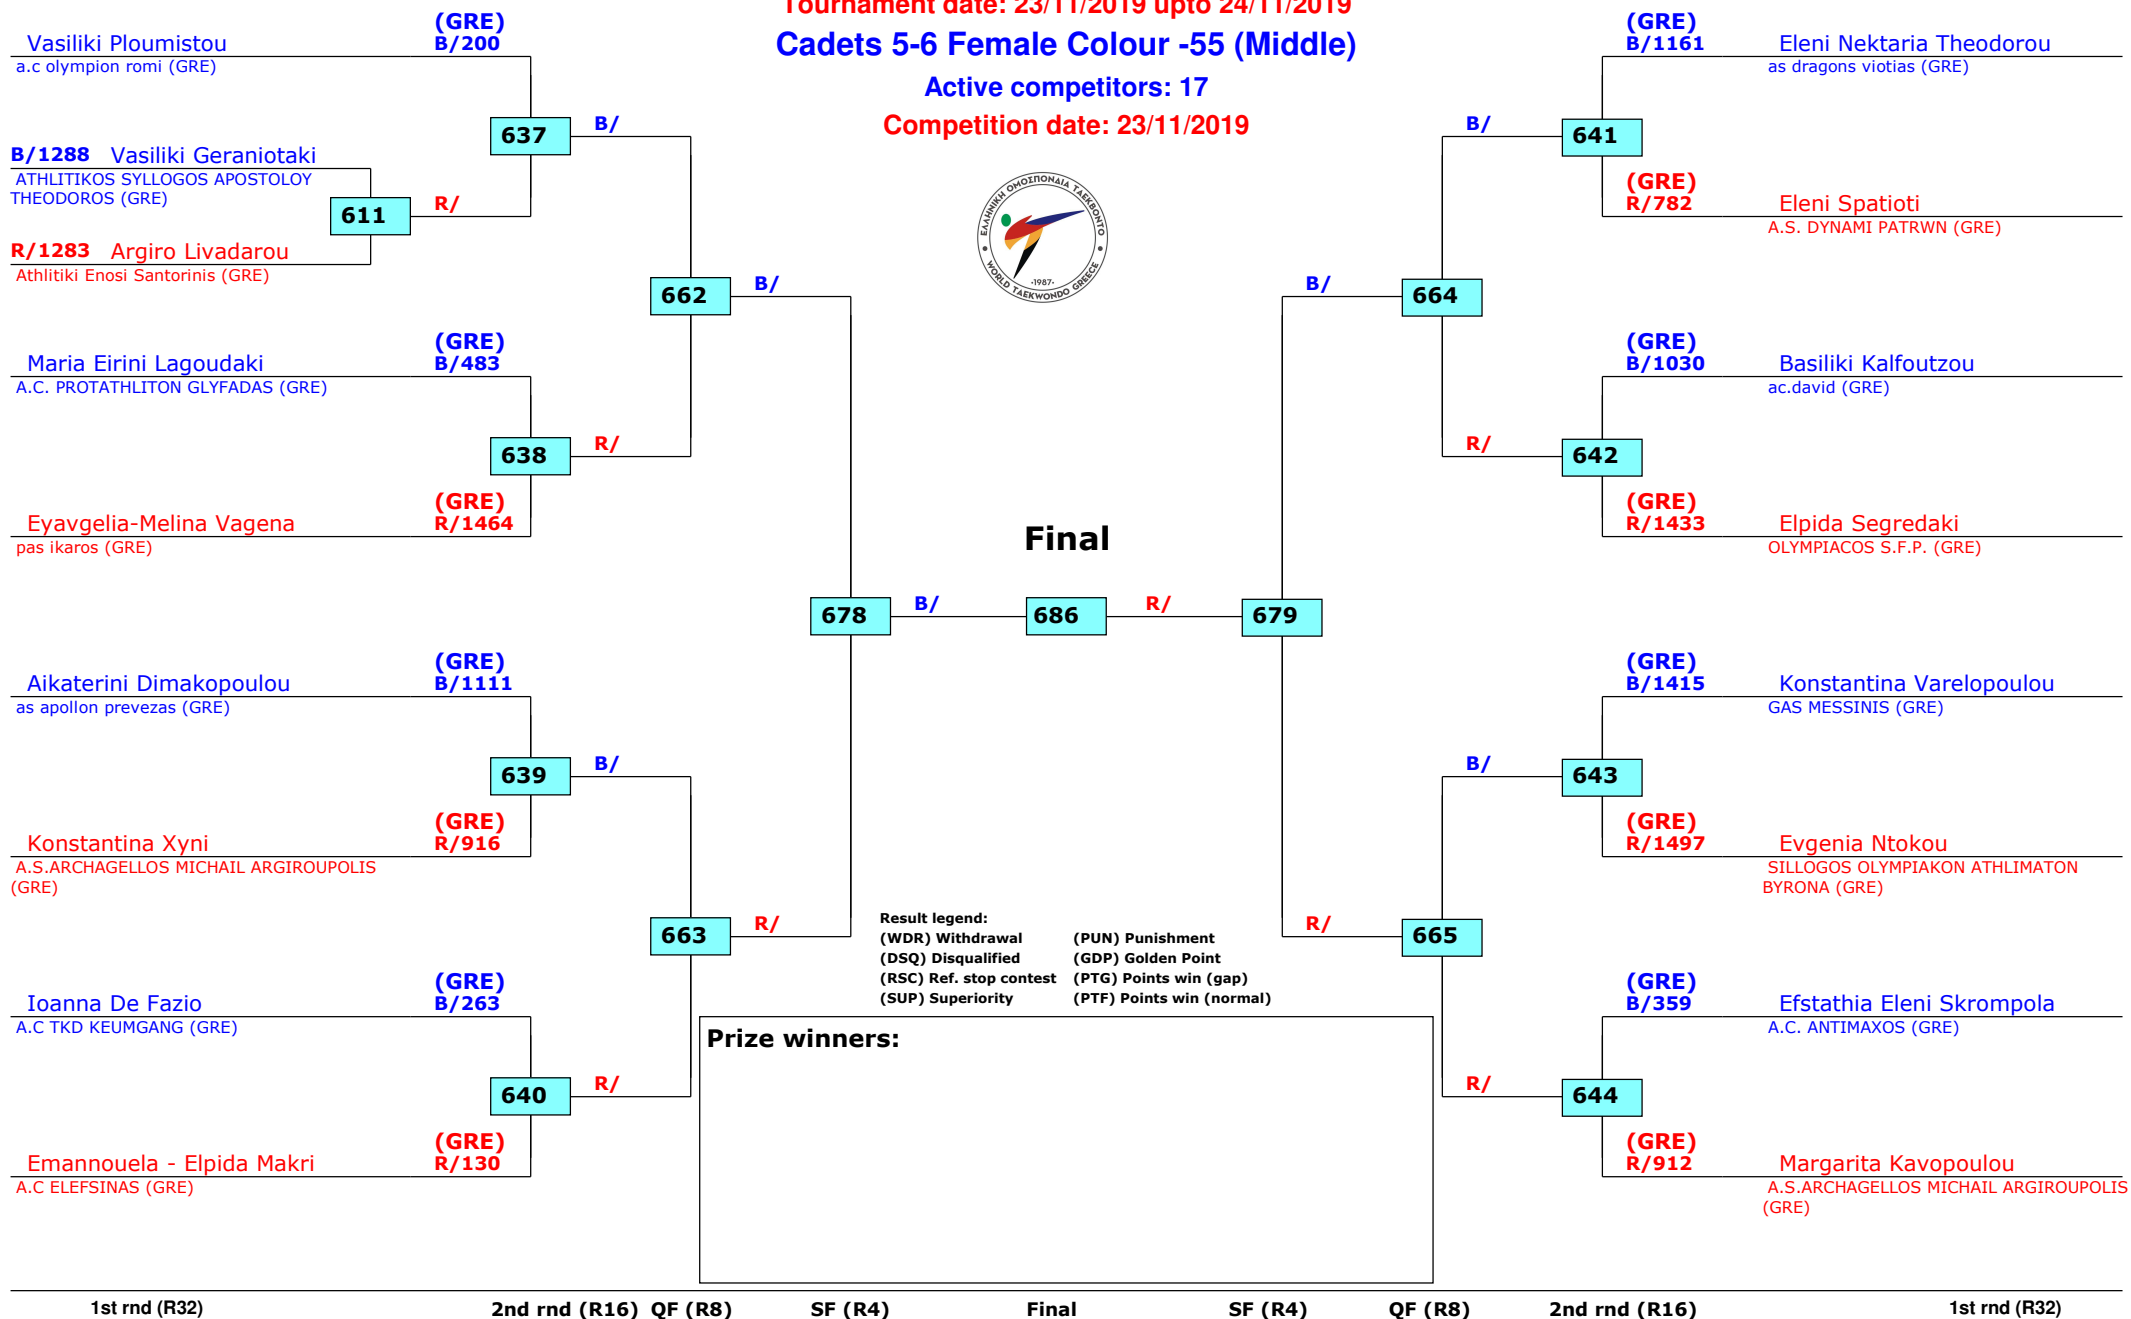 Tournament date: 23/11/2019 upto 24/11/2019
Cadets 5-6 Female Colour -55 (Middle)
Active competitors: 17
Competition date: 23/11/2019
ΕΛΛΗΝΙΚΗ ΟΜΟΣΠΟΝΔΙΑ ΤΑΕΚΒΟΝΤΟ
·1987·
WORLD TAEKWONDO GREECE
(GRE)
Vasiliki Ploumistou B/200
a.c olympion romi (GRE)
637 B/
B/1288 Vasiliki Geraniotaki
ATHLITIKOS SYLLOGOS APOSTOLOY
THEODOROS (GRE)
611 R/
R/1283 Argiro Livadarou
Athlitiki Enosi Santorinis (GRE)
662 B/
(GRE)
Maria Eirini Lagoudaki B/483
A.C. PROTATHLITON GLYFADAS (GRE)
638 R/
(GRE)
Eyavgelia-Melina Vagena R/1464
pas ikaros (GRE)
Final
678 B/ 686 R/ 679
(GRE)
Aikaterini Dimakopoulou B/1111
as apollon prevezas (GRE)
639 B/
(GRE)
Konstantina Xyni R/916
A.S.ARCHAGELLOS MICHAIL ARGIROUPOLIS
(GRE)
663 R/
(GRE)
Ioanna De Fazio B/263
A.C TKD KEUMGANG (GRE)
640 R/
(GRE)
Emannouela - Elpida Makri R/130
A.C ELEFSINAS (GRE)
(GRE)
B/1161 Eleni Nektaria Theodorou
as dragons viotias (GRE)
B/ 641
(GRE)
R/782 Eleni Spatioti
A.S. DYNAMI PATRWN (GRE)
B/ 664
(GRE)
B/1030 Basiliki Kalfoutzou
ac.david (GRE)
R/ 642
(GRE)
R/1433 Elpida Segredaki
OLYMPIACOS S.F.P. (GRE)
(GRE)
B/1415 Konstantina Varelopoulou
GAS MESSINIS (GRE)
B/ 643
(GRE)
R/1497 Evgenia Ntokou
SILLOGOS OLYMPIAKON ATHLIMATON
BYRONA (GRE)
R/ 665
(GRE)
B/359 Efstathia Eleni Skrompola
A.C. ANTIMAXOS (GRE)
R/ 644
(GRE)
R/912 Margarita Kavopoulou
A.S.ARCHAGELLOS MICHAIL ARGIROUPOLIS
(GRE)
Result legend:
(WDR) Withdrawal (PUN) Punishment
(DSQ) Disqualified (GDP) Golden Point
(RSC) Ref. stop contest (PTG) Points win (gap)
(SUP) Superiority (PTF) Points win (normal)
Prize winners:
1st rnd (R32) 2nd rnd (R16) QF (R8) SF (R4) Final SF (R4) QF (R8) 2nd rnd (R16) 1st rnd (R32)